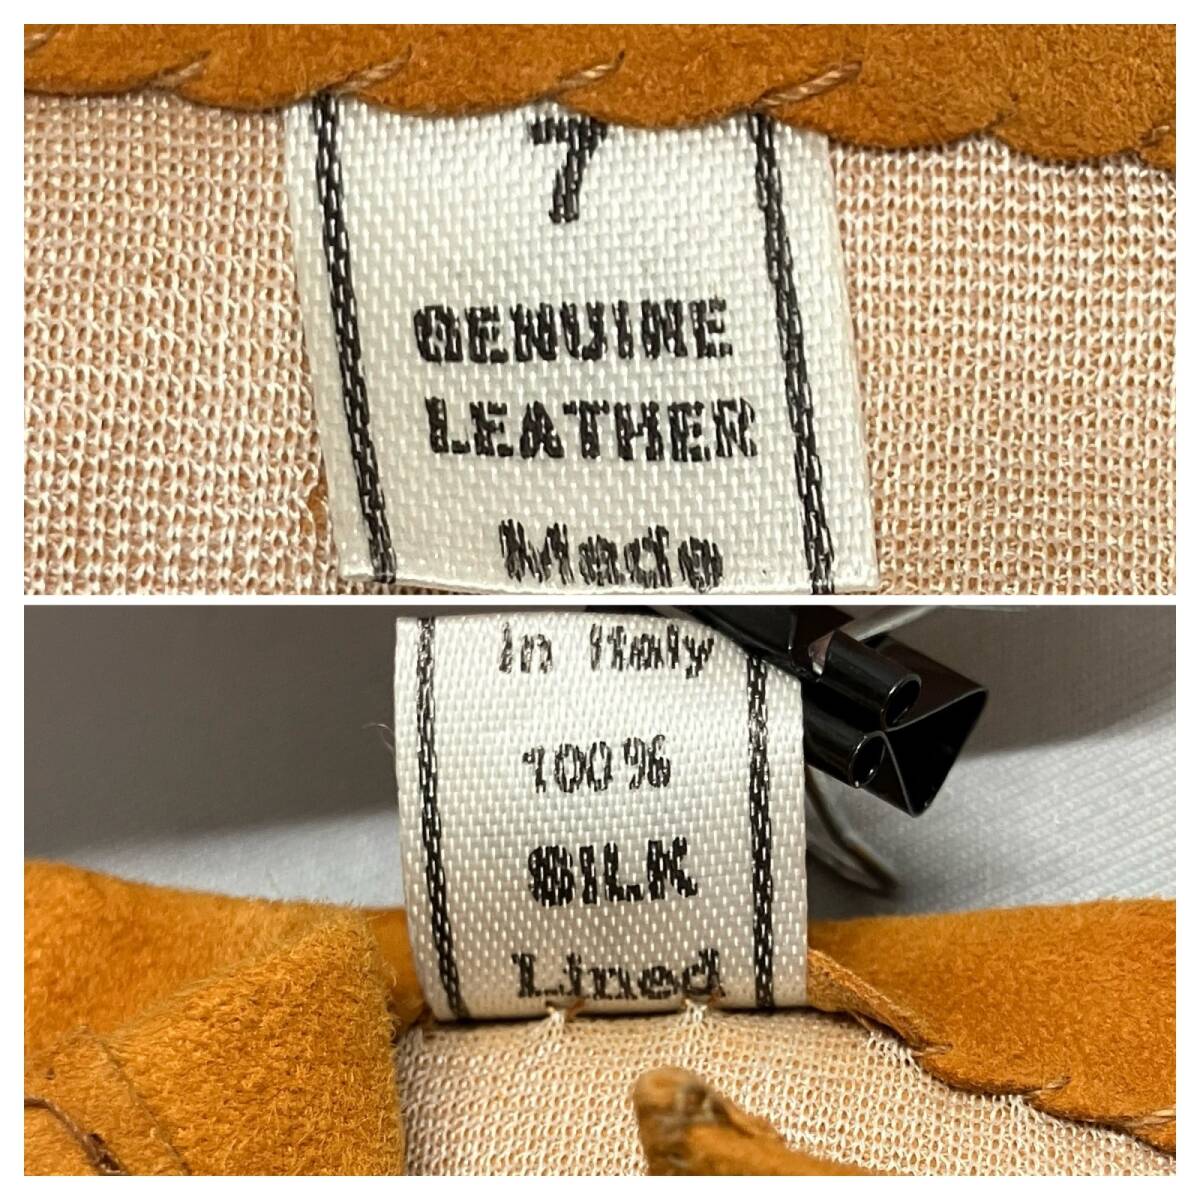 7
GENUINE
LEATHER
Made
in Italy
100%
SILK
Lined